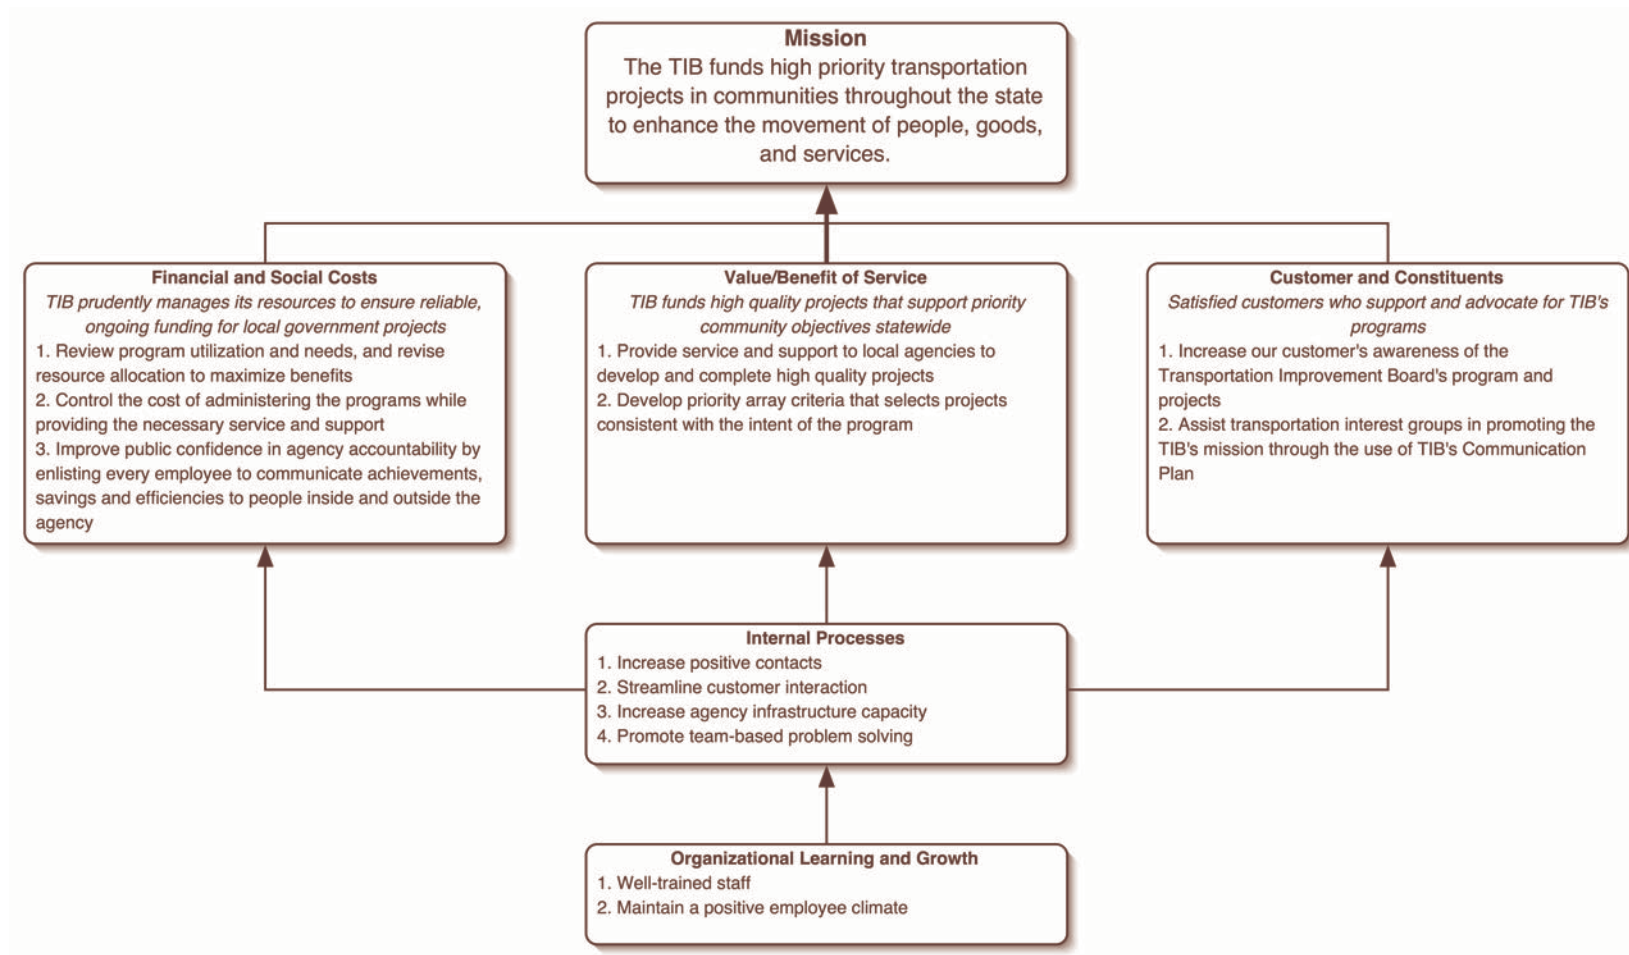 Mission
The TIB funds high priority transportation
projects in communities throughout the state
to enhance the movement of people, goods,
and services.
Financial and Social Costs
TIB prudently manages its resources to ensure reliable,
ongoing funding for local government projects
1. Review program utilization and needs, and revise
resource allocation to maximize benefits
2. Control the cost of administering the programs while
providing the necessary service and support
3. Improve public confidence in agency accountability by
enlisting every employee to communicate achievements,
savings and efficiencies to people inside and outside the
agency
Value/Benefit of Service
TIB funds high quality projects that support priority
community objectives statewide
1. Provide service and support to local agencies to
develop and complete high quality projects
2. Develop priority array criteria that selects projects
consistent with the intent of the program
Customer and Constituents
Satisfied customers who support and advocate for TIB's
programs
1. Increase our customer's awareness of the
Transportation Improvement Board's program and
projects
2. Assist transportation interest groups in promoting the
TIB's mission through the use of TIB's Communication
Plan
Internal Processes
1. Increase positive contacts
2. Streamline customer interaction
3. Increase agency infrastructure capacity
4. Promote team-based problem solving
Organizational Learning and Growth
1. Well-trained staff
2. Maintain a positive employee climate